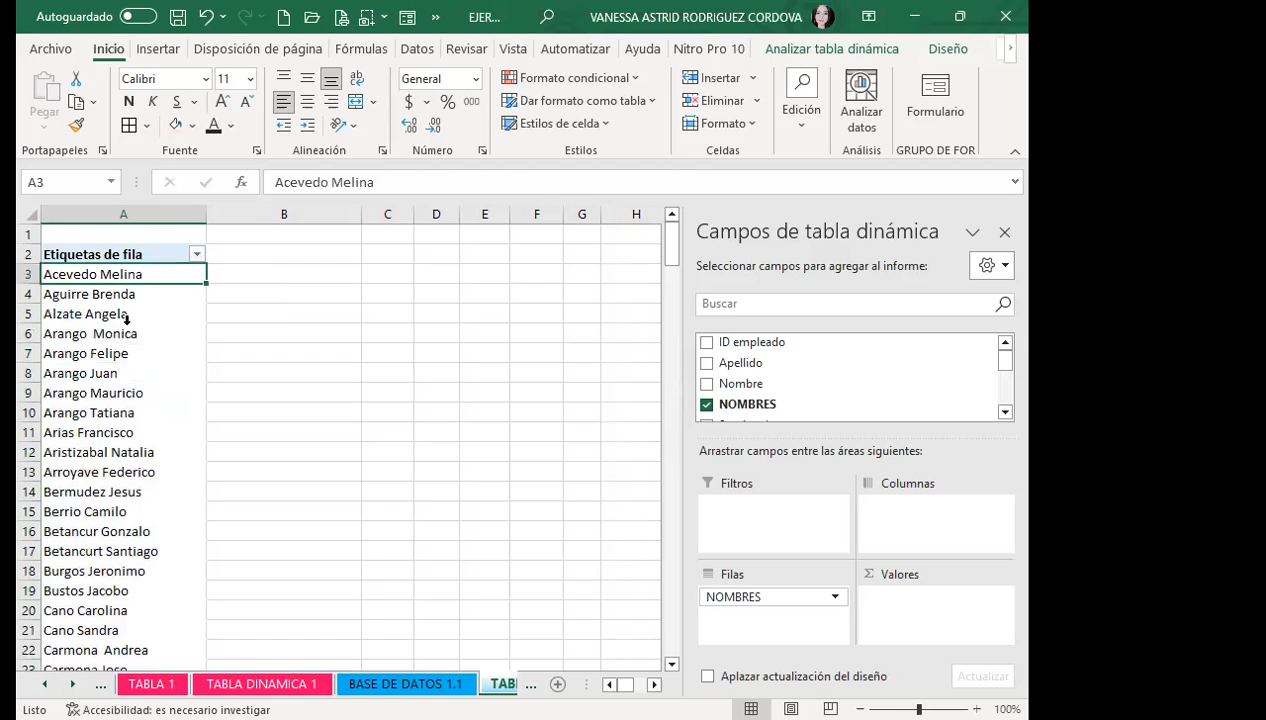 Autoguardado EJER... VANESSA ASTRID RODRIGUEZ CORDOVA
Archivo Inicio Insertar Disposición de página Fórmulas Datos Revisar Vista Automatizar Ayuda Nitro Pro 10 Analizar tabla dinámica Diseño
Pegar
Portapapeles
Calibri 11
N K S
Fuente
Alineación
General
$ % 000
Número
Formato condicional
Dar formato como tabla
Estilos de celda
Estilos
Insertar
Eliminar
Formato
Celdas
Edición
Analizar datos
Análisis
Formulario
GRUPO DE FOR
A3 fx Acevedo Melina
A B C D E F G H
1
2 Etiquetas de fila
3 Acevedo Melina
4 Aguirre Brenda
5 Alzate Angela
6 Arango  Monica
7 Arango Felipe
8 Arango Juan
9 Arango Mauricio
10 Arango Tatiana
11 Arias Francisco
12 Aristizabal Natalia
13 Arroyave Federico
14 Bermudez Jesus
15 Berrio Camilo
16 Betancur Gonzalo
17 Betancurt Santiago
18 Burgos Jeronimo
19 Bustos Jacobo
20 Cano Carolina
21 Cano Sandra
22 Carmona  Andrea
23 Carmona Jose
Campos de tabla dinámica
Seleccionar campos para agregar al informe:
Buscar
ID empleado
Apellido
Nombre
NOMBRES
Arrastrar campos entre las áreas siguientes:
Filtros
Columnas
Filas
Σ Valores
NOMBRES
Aplazar actualización del diseño Actualizar
... TABLA 1 TABLA DINAMICA 1 BASE DE DATOS 1.1 TAB ...
Listo Accesibilidad: es necesario investigar 100%